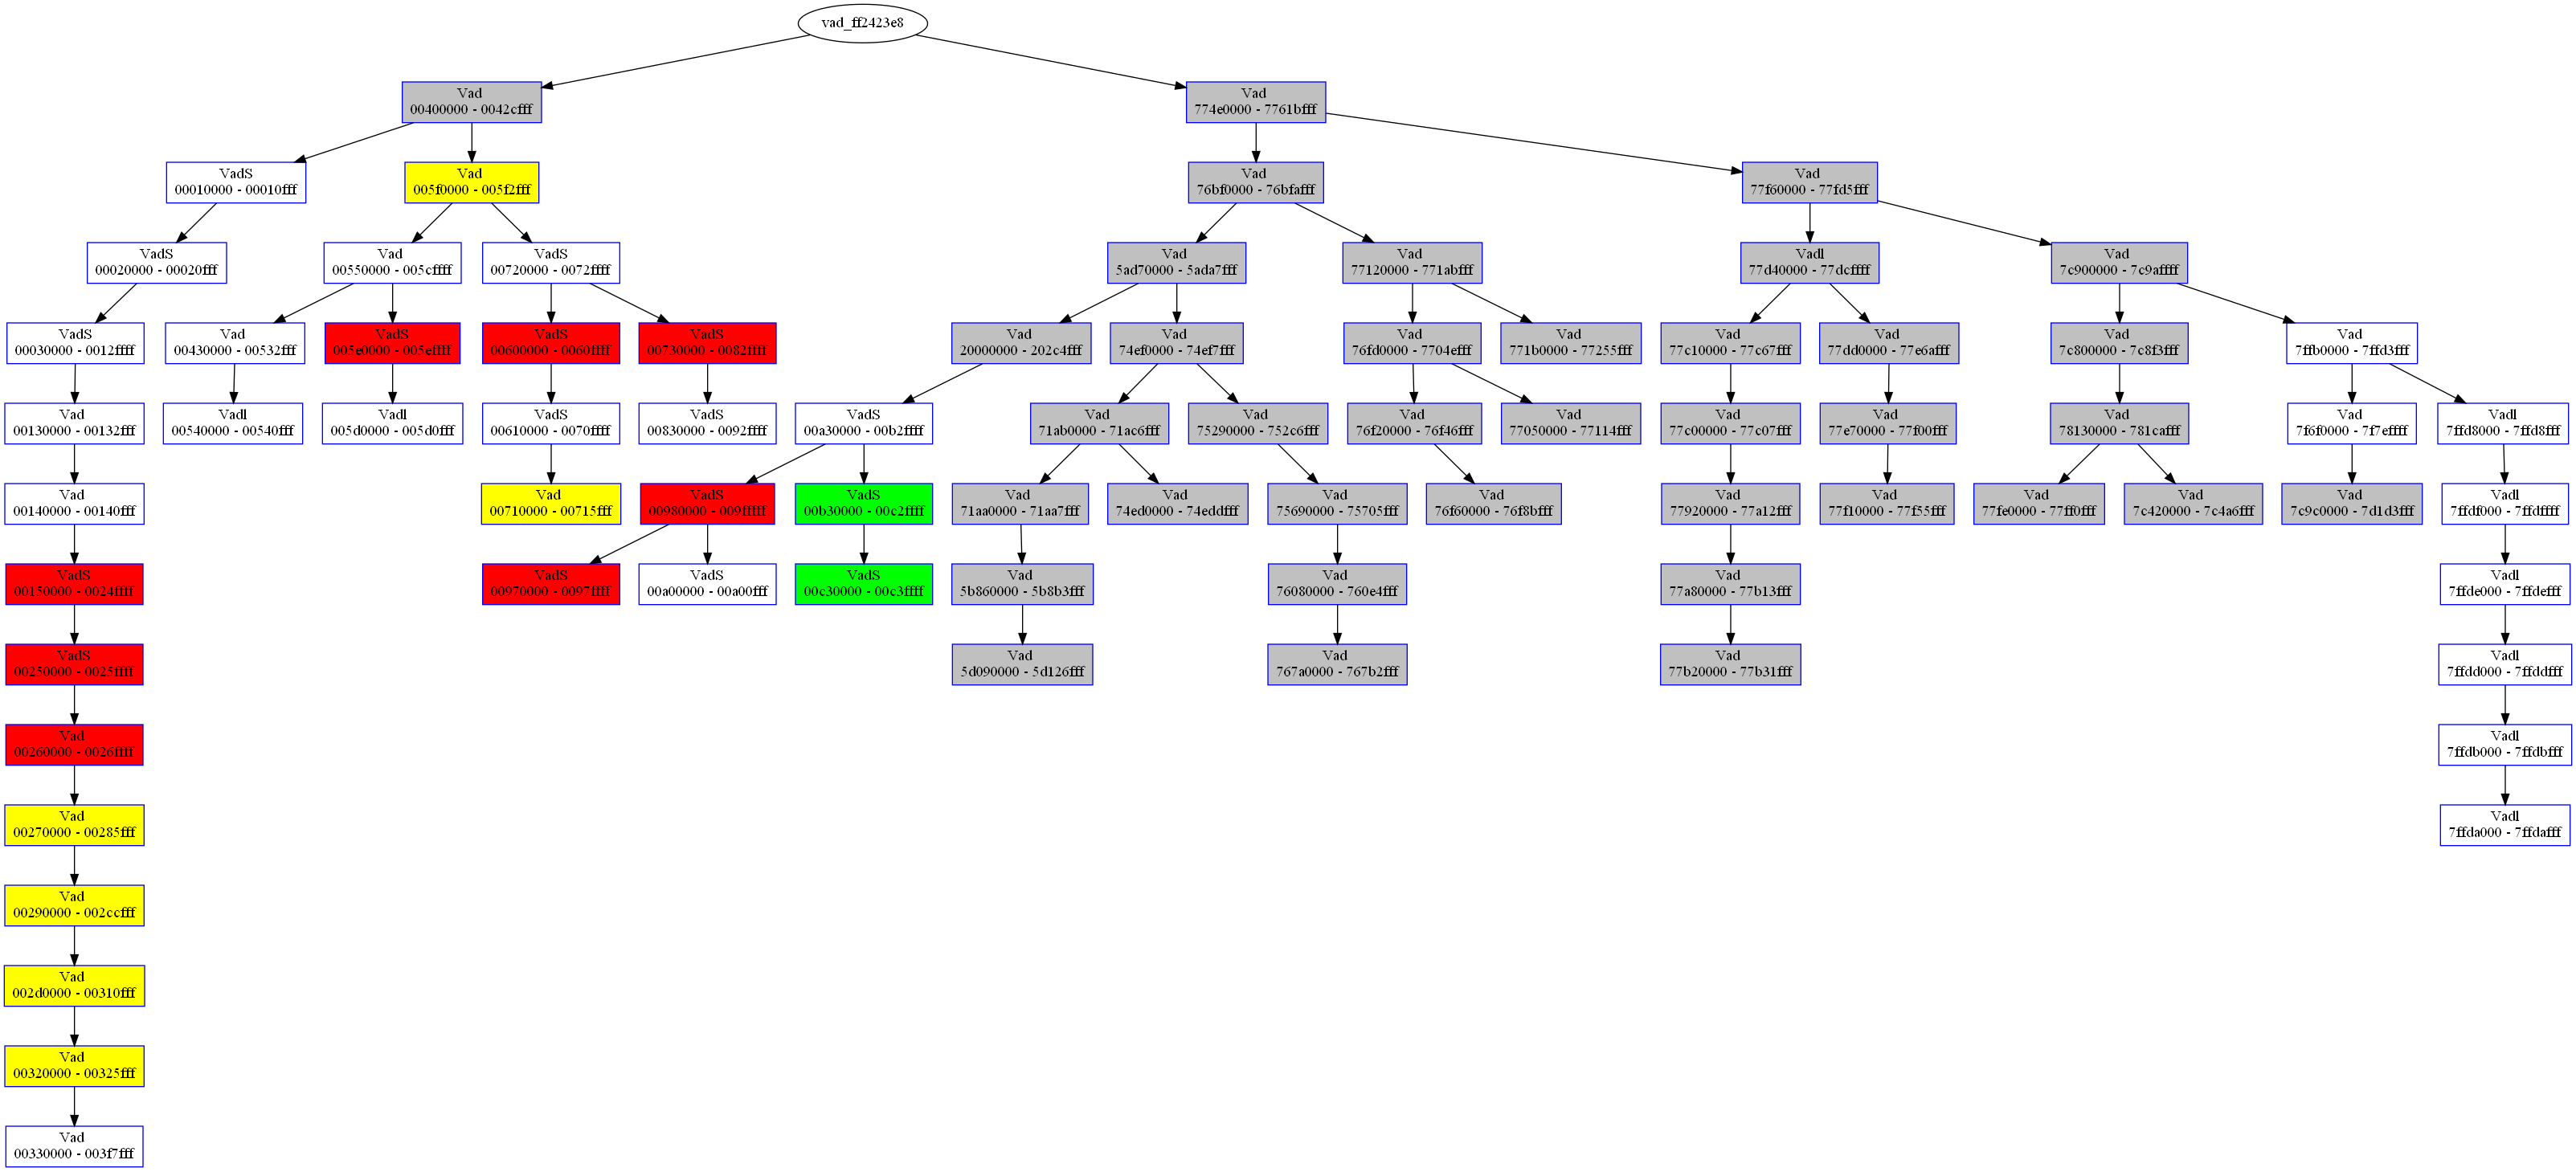 vad_ff2423e8
Vad
00400000 - 0042cfff
Vad
774e0000 - 7761bfff
VadS
00010000 - 00010fff
Vad
005f0000 - 005f2fff
Vad
76bf0000 - 76bfafff
Vad
77f60000 - 77fd5fff
VadS
00020000 - 00020fff
Vad
00550000 - 005cffff
VadS
00720000 - 0072ffff
Vad
5ad70000 - 5ada7fff
Vad
77120000 - 771abfff
Vadl
77d40000 - 77dcffff
Vad
7c900000 - 7c9affff
VadS
00030000 - 0012ffff
Vad
00430000 - 00532fff
VadS
005e0000 - 005effff
VadS
00600000 - 0060ffff
VadS
00730000 - 0082ffff
Vad
20000000 - 202c4fff
Vad
74ef0000 - 74ef7fff
Vad
76fd0000 - 7704efff
Vad
771b0000 - 77255fff
Vad
77c10000 - 77c67fff
Vad
77dd0000 - 77e6afff
Vad
7c800000 - 7c8f3fff
Vad
7ffb0000 - 7ffd3fff
Vad
00130000 - 00132fff
Vadl
00540000 - 00540fff
Vadl
005d0000 - 005d0fff
VadS
00610000 - 0070ffff
VadS
00830000 - 0092ffff
VadS
00a30000 - 00b2ffff
Vad
71ab0000 - 71ac6fff
Vad
75290000 - 752c6fff
Vad
76f20000 - 76f46fff
Vad
77050000 - 77114fff
Vad
77c00000 - 77c07fff
Vad
77e70000 - 77f00fff
Vad
78130000 - 781cafff
Vad
7f6f0000 - 7f7effff
Vadl
7ffd8000 - 7ffd8fff
Vad
00140000 - 00140fff
Vad
00710000 - 00715fff
VadS
00980000 - 009fffff
VadS
00b30000 - 00c2ffff
Vad
71aa0000 - 71aa7fff
Vad
74ed0000 - 74eddfff
Vad
75690000 - 75705fff
Vad
76f60000 - 76f8bfff
Vad
77920000 - 77a12fff
Vad
77f10000 - 77f55fff
Vad
77fe0000 - 77ff0fff
Vad
7c420000 - 7c4a6fff
Vad
7c9c0000 - 7d1d3fff
Vadl
7ffdf000 - 7ffdffff
VadS
00150000 - 0024ffff
VadS
00970000 - 0097ffff
VadS
00a00000 - 00a00fff
VadS
00c30000 - 00c3ffff
Vad
5b860000 - 5b8b3fff
Vad
76080000 - 760e4fff
Vad
77a80000 - 77b13fff
Vadl
7ffde000 - 7ffdefff
VadS
00250000 - 0025ffff
Vad
5d090000 - 5d126fff
Vad
767a0000 - 767b2fff
Vad
77b20000 - 77b31fff
Vadl
7ffdd000 - 7ffddfff
Vad
00260000 - 0026ffff
Vadl
7ffdb000 - 7ffdbfff
Vad
00270000 - 00285fff
Vadl
7ffda000 - 7ffdafff
Vad
00290000 - 002ccfff
Vad
002d0000 - 00310fff
Vad
00320000 - 00325fff
Vad
00330000 - 003f7fff